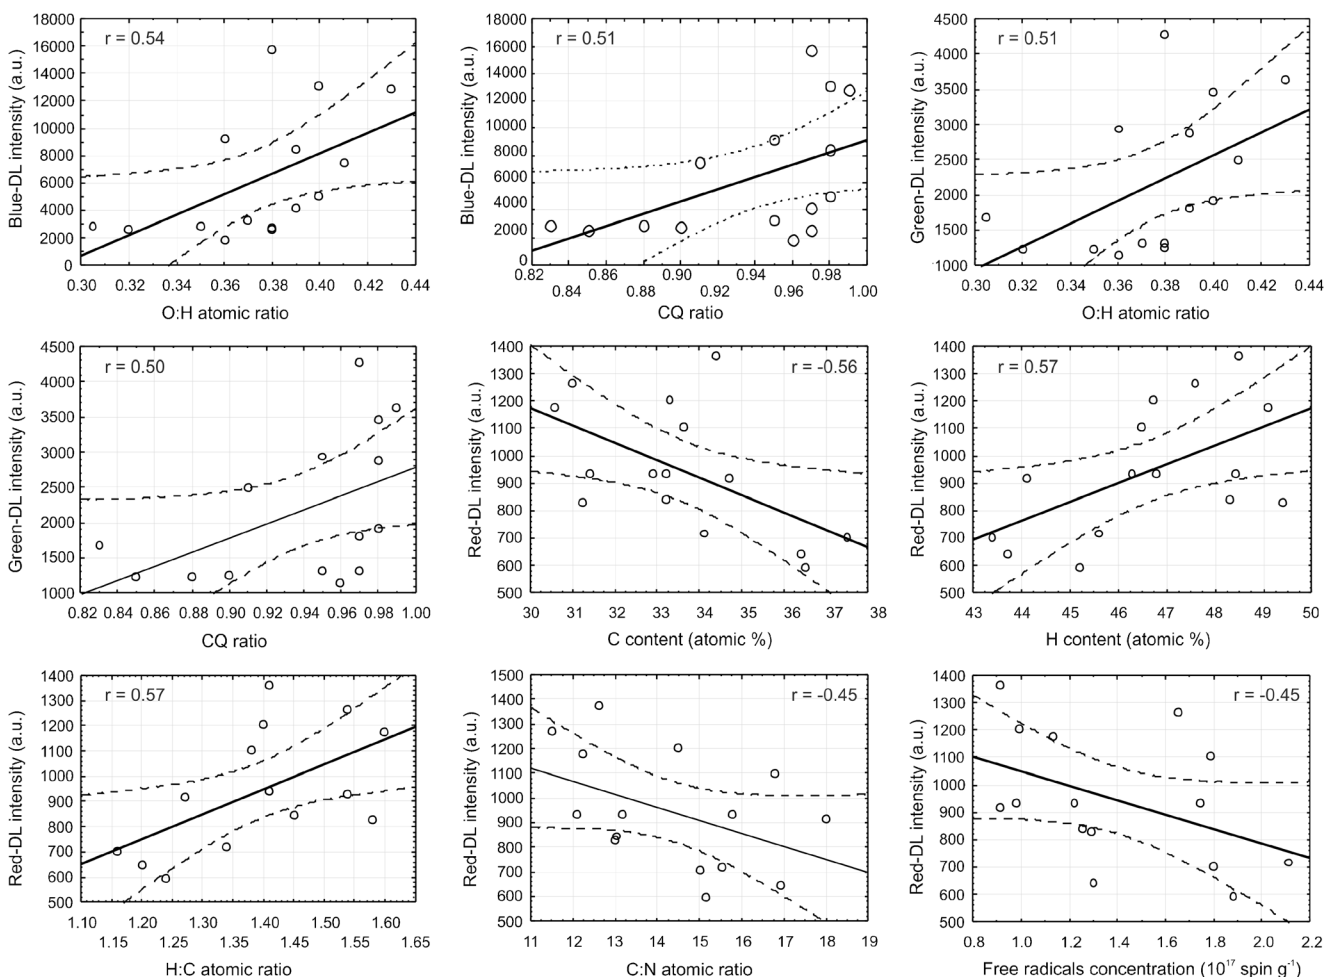 18000
16000
14000
12000
10000
8000
6000
4000
2000
0
Blue-DL intensity (a.u.)
r = 0.54
0.30 0.32 0.34 0.36 0.38 0.40 0.42 0.44
O:H atomic ratio
18000
16000
14000
12000
10000
8000
6000
4000
2000
0
Blue-DL intensity (a.u.)
r = 0.51
0.82 0.86 0.90 0.94 0.98
0.84 0.88 0.92 0.96 1.00
CQ ratio
4500
4000
3500
3000
2500
2000
1500
1000
Green-DL intensity (a.u.)
r = 0.51
0.30 0.32 0.34 0.36 0.38 0.40 0.42 0.44
O:H atomic ratio
4500
4000
3500
3000
2500
2000
1500
1000
Green-DL intensity (a.u.)
r = 0.50
0.82 0.84 0.86 0.88 0.90 0.92 0.94 0.96 0.98 1.00
CQ ratio
1400
1300
1200
1100
1000
900
800
700
600
500
Red-DL intensity (a.u.)
r = -0.56
30 31 32 33 34 35 36 37 38
C content (atomic %)
1400
1300
1200
1100
1000
900
800
700
600
500
Red-DL intensity (a.u.)
r = 0.57
43 44 45 46 47 48 49 50
H content (atomic %)
1400
1300
1200
1100
1000
900
800
700
600
500
Red-DL intensity (a.u.)
r = 0.57
1.10 1.20 1.30 1.40 1.50 1.60
1.15 1.25 1.35 1.45 1.55 1.65
H:C atomic ratio
1500
1400
1300
1200
1100
1000
900
800
700
600
500
Red-DL intensity (a.u.)
r = -0.45
11 12 13 14 15 16 17 18 19
C:N atomic ratio
1400
1300
1200
1100
1000
900
800
700
600
500
Red-DL intensity (a.u.)
r = -0.45
0.8 1.0 1.2 1.4 1.6 1.8 2.0 2.2
Free radicals concentration (10¹⁷ spin g⁻¹)